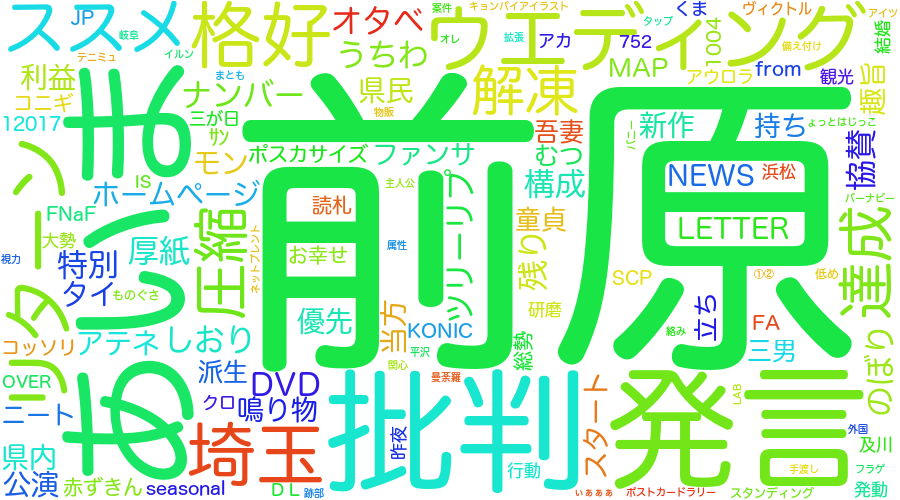 ススメ
JP
岐阜
テニミュ
イルン
格好
オタベ
うちわ
案件
キョンバイアイラスト
オレ
拡張
ウエディング
アカ
くま
752
タップ
1004
ヴィクトル
備え付け
アイツ
結婚
利益
コニギ
12017
まとも
ナンバー
県民
物販
解凍
MAP
アウロラ
from
観光
趣旨
三が日
サン
モン
ポスカサイズ
ファンサ
吾妻
むつ
新作
バニー
持ち
ょっとはじっこ
あいま
前原
リターン
IS
ホームページ
主人公
構成
NEWS
浜松
協賛
バーナビー
FNaF
大勢
読札
ツリーリプ
童貞
LETTER
視力
特別
厚紙
圧縮
ネットプレント
お幸せ
属性
残り
SCP
①②
低め
達成
タイ
ものぐさ
優先
当方
研磨
立ち
FA
コッソリ
アテネ
しおり
KONIC
総勢
絡み
三男
のぼり
平沢
関心
OVER
派生
DVD
曼荼羅
ニート
クロ
鳴り物
批判
スタート
発言
LAB
外国
埼玉
昨夜
及川
県内
行動
手渡し
フラゲ
公演
赤ずきん
seasonal
ＤＬ
跡部
いぁぁぁ
ポストカードラリー
スタンディング
発動